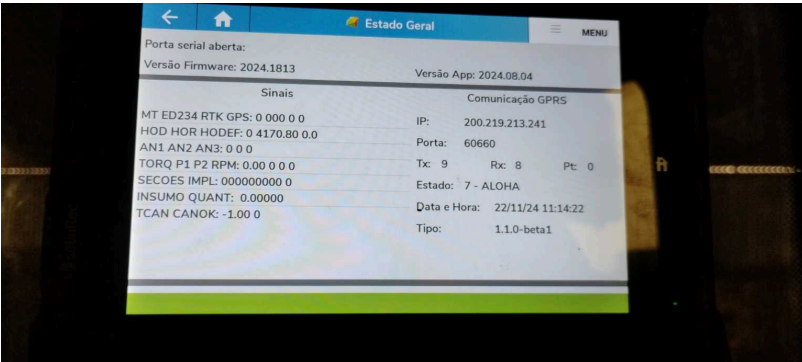 Estado Geral
MENU
Porta serial aberta:
Versão Firmware: 2024.1813
Versão App: 2024.08.04
Sinais
MT ED234 RTK GPS: 0 000 0 0
HOD HOR HODEF: 0 4170.80 0.0
AN1 AN2 AN3: 0 0 0
TORQ P1 P2 RPM: 0.00 0 0 0
SECOES IMPL: 000000000 0
INSUMO QUANT: 0.00000
TCAN CANOK: -1.00 0
Comunicação GPRS
IP: 200.219.213.241
Porta: 60660
Tx: 9 Rx: 8 Pt: 0
Estado: 7 - ALOHA
Data e Hora: 22/11/24 11:14:22
Tipo: 1.1.0-beta1